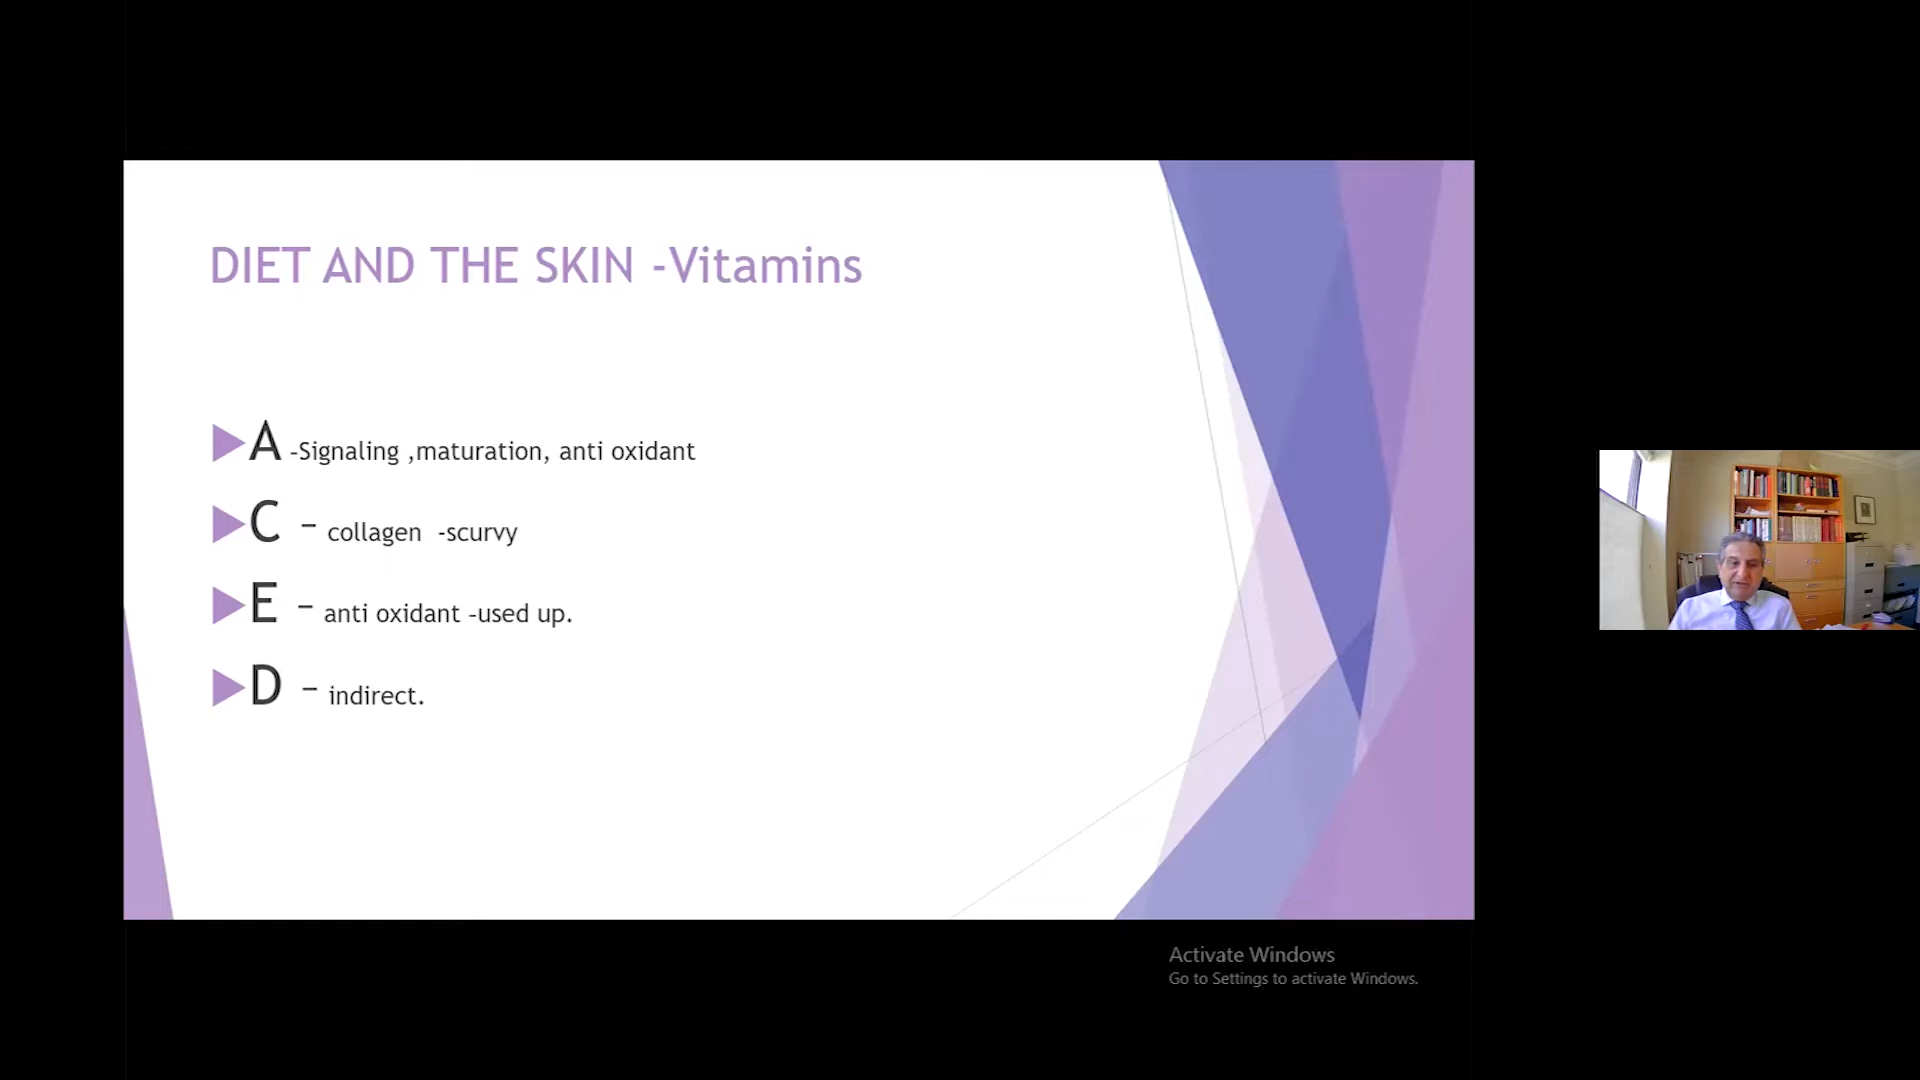 DIET AND THE SKIN -Vitamins
A -Signaling ,maturation, anti oxidant
C – collagen -scurvy
E – anti oxidant -used up.
D – indirect.
Activate Windows
Go to Settings to activate Windows.